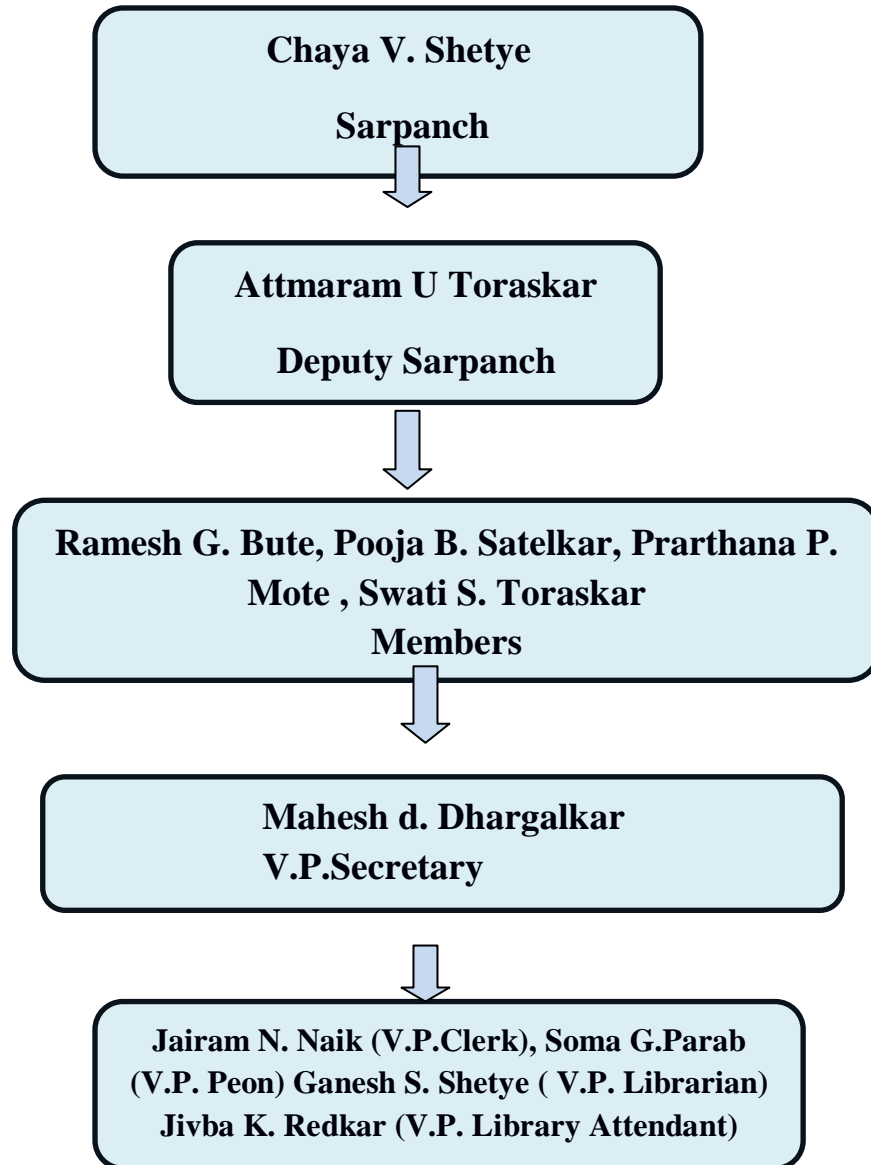 Chaya V. Shetye
Sarpanch
Attmaram U Toraskar
Deputy Sarpanch
Ramesh G. Bute, Pooja B. Satelkar, Prarthana P.
Mote , Swati S. Toraskar
Members
Mahesh d. Dhargalkar
V.P.Secretary
Jairam N. Naik (V.P.Clerk), Soma G.Parab
(V.P. Peon) Ganesh S. Shetye ( V.P. Librarian)
Jivba K. Redkar (V.P. Library Attendant)